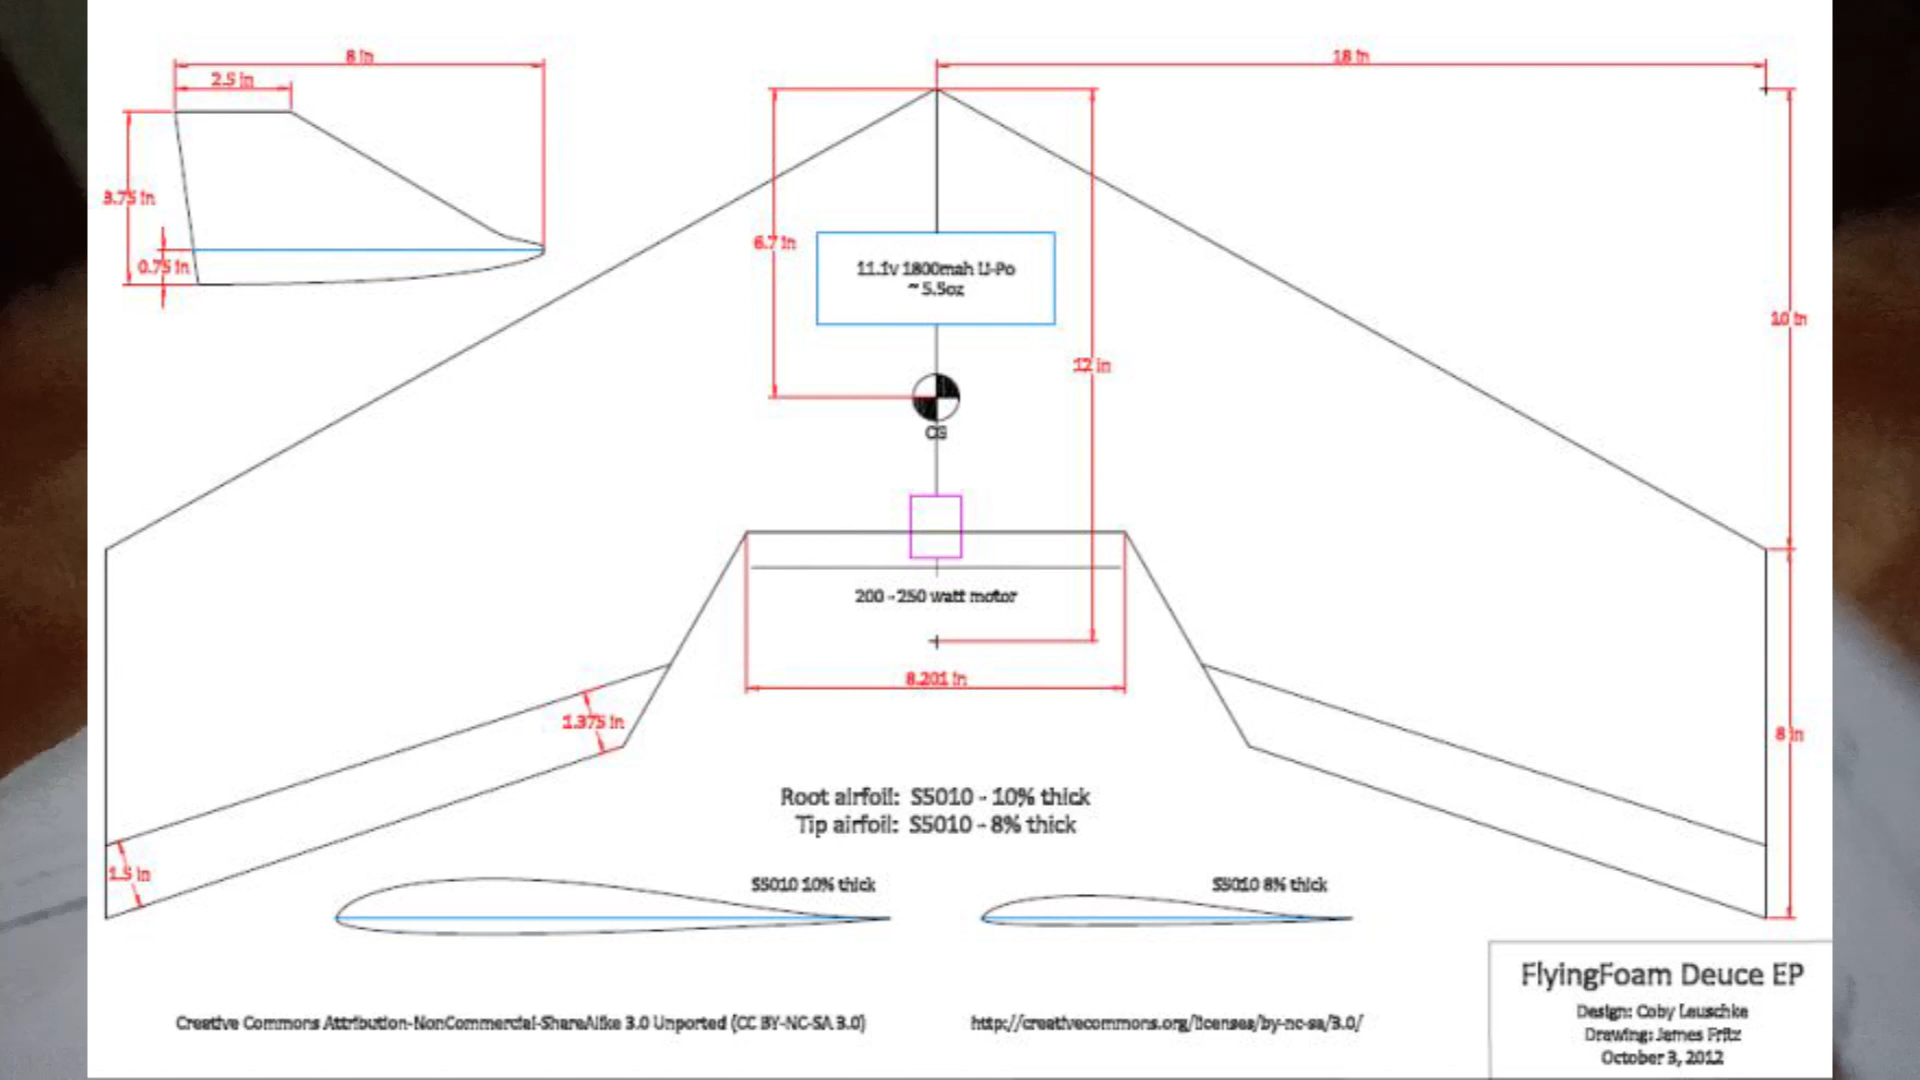 8 in
2.5 in
3.75 in
0.75 in
18 in
6.7 in
11.1v 1800mah Li-Po
~ 5.5oz
12 in
10 in
CG
200 - 250 watt motor
8.201 in
1.375 in
8 in
1.5 in
Root airfoil: S5010 - 10% thick
Tip airfoil: S5010 - 8% thick
S5010 10% thick
S5010 8% thick
FlyingFoam Deuce EP
Design: Coby Leuschke
Drawing: James Fritz
October 3, 2012
Creative Commons Attribution-NonCommercial-ShareAlike 3.0 Unported (CC BY-NC-SA 3.0)
http://creativecommons.org/licenses/by-nc-sa/3.0/